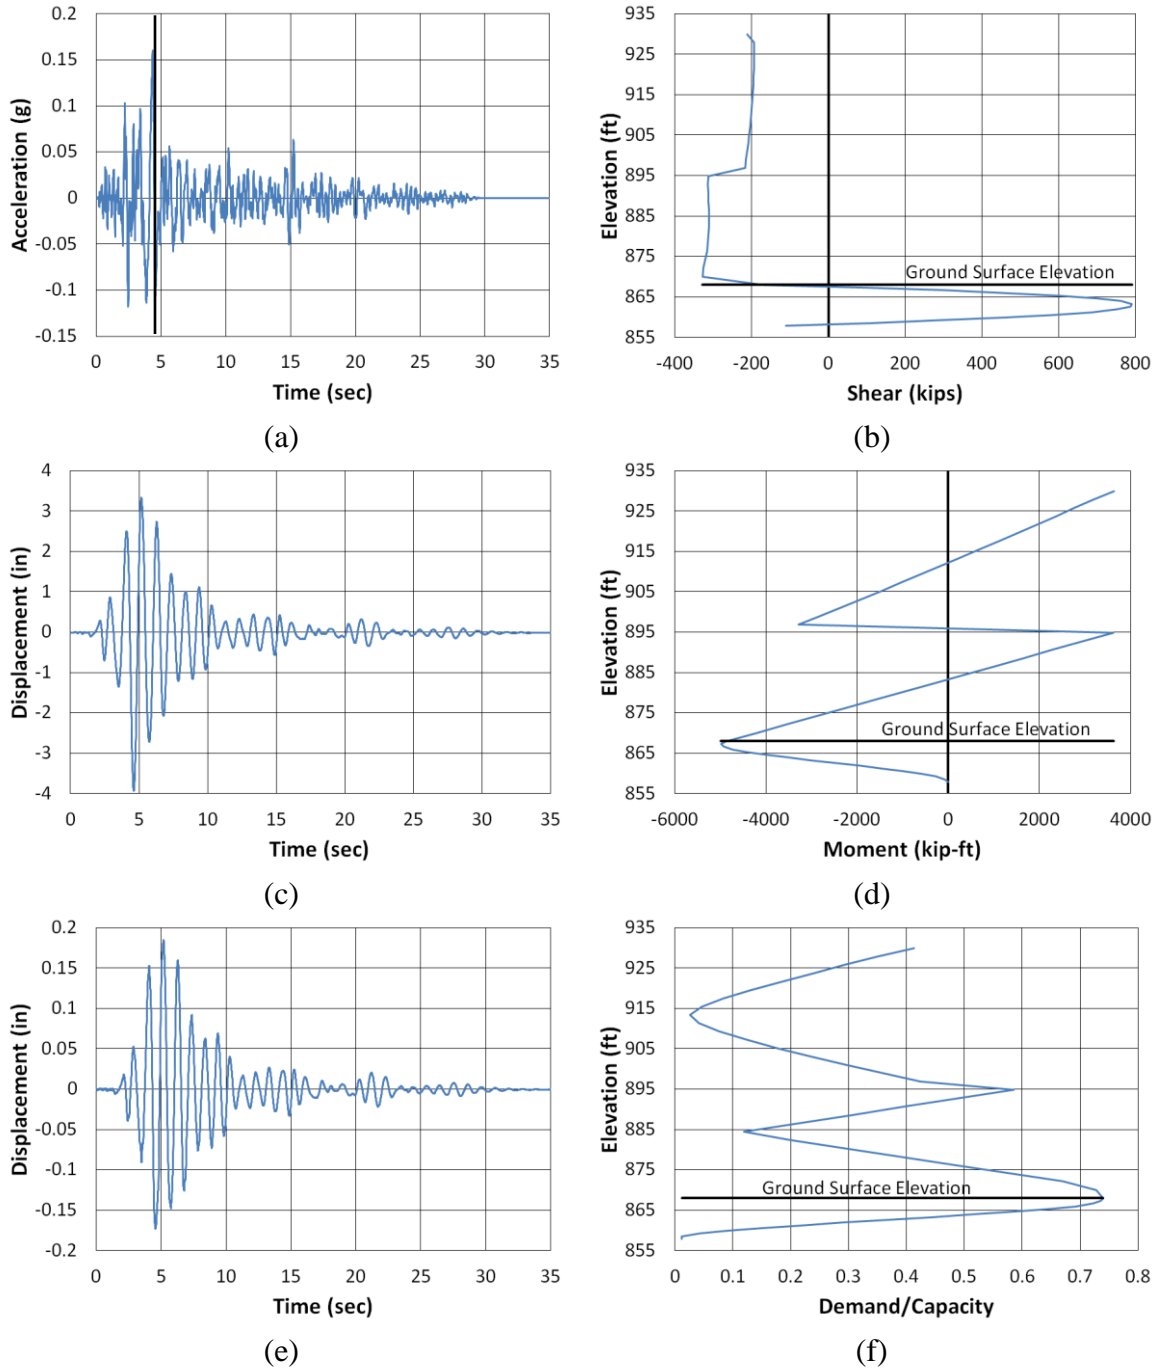 0.2
0.15
0.1
0.05
0
-0.05
-0.1
-0.15
Acceleration (g)
0 5 10 15 20 25 30 35
Time (sec)
(a)
935
925
915
905
895
885
875
865
855
Elevation (ft)
Ground Surface Elevation
-400 -200 0 200 400 600 800
Shear (kips)
(b)
4
3
2
1
0
-1
-2
-3
-4
Displacement (in)
0 5 10 15 20 25 30 35
Time (sec)
(c)
935
925
915
905
895
885
875
865
855
Elevation (ft)
Ground Surface Elevation
-6000 -4000 -2000 0 2000 4000
Moment (kip-ft)
(d)
0.2
0.15
0.1
0.05
0
-0.05
-0.1
-0.15
-0.2
Displacement (in)
0 5 10 15 20 25 30 35
Time (sec)
(e)
935
925
915
905
895
885
875
865
855
Elevation (ft)
Ground Surface Elevation
0 0.1 0.2 0.3 0.4 0.5 0.6 0.7 0.8
Demand/Capacity
(f)